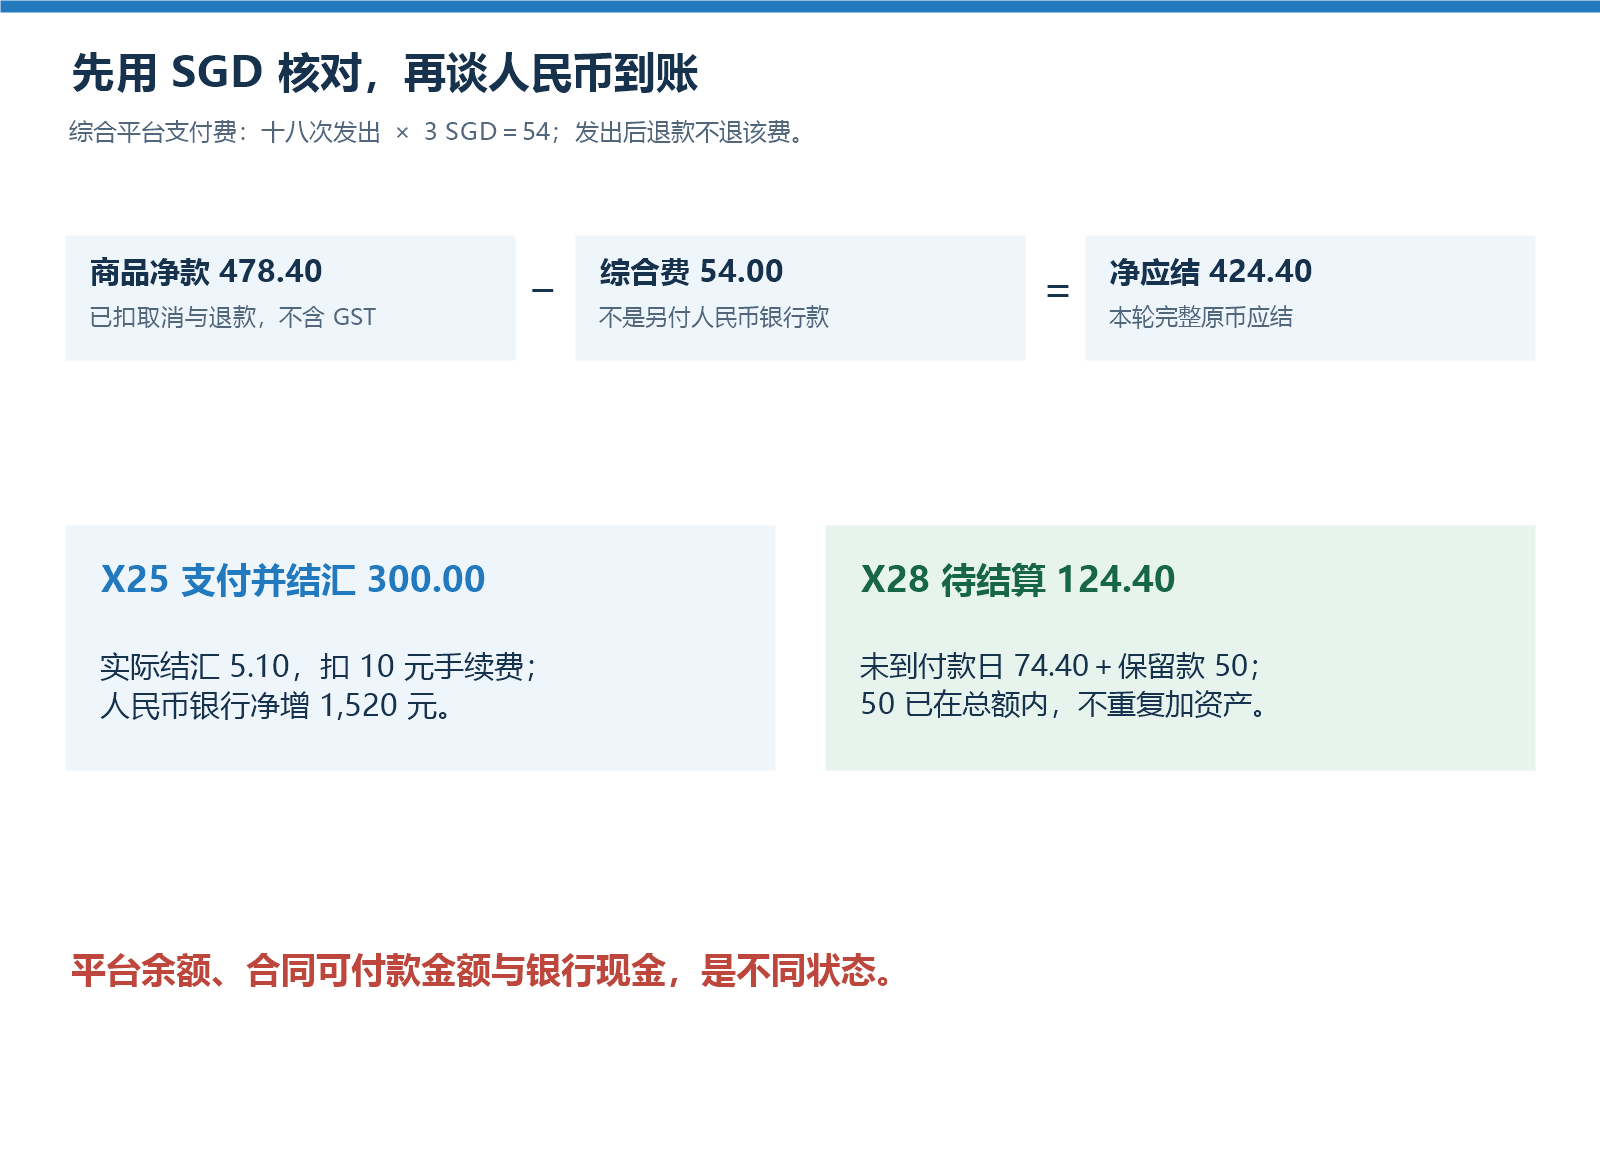 先用 SGD 核对，再谈人民币到账
综合平台支付费：十八次发出 × 3 SGD＝54；发出后退款不退该费。
商品净款 478.40
已扣取消与退款，不含 GST
−
综合费 54.00
不是另付人民币银行款
=
净应结 424.40
本轮完整原币应结
X25 支付并结汇 300.00
实际结汇 5.10，扣 10 元手续费；
人民币银行净增 1,520 元。
X28 待结算 124.40
未到付款日 74.40＋保留款 50；
50 已在总额内，不重复加资产。
平台余额、合同可付款金额与银行现金，是不同状态。